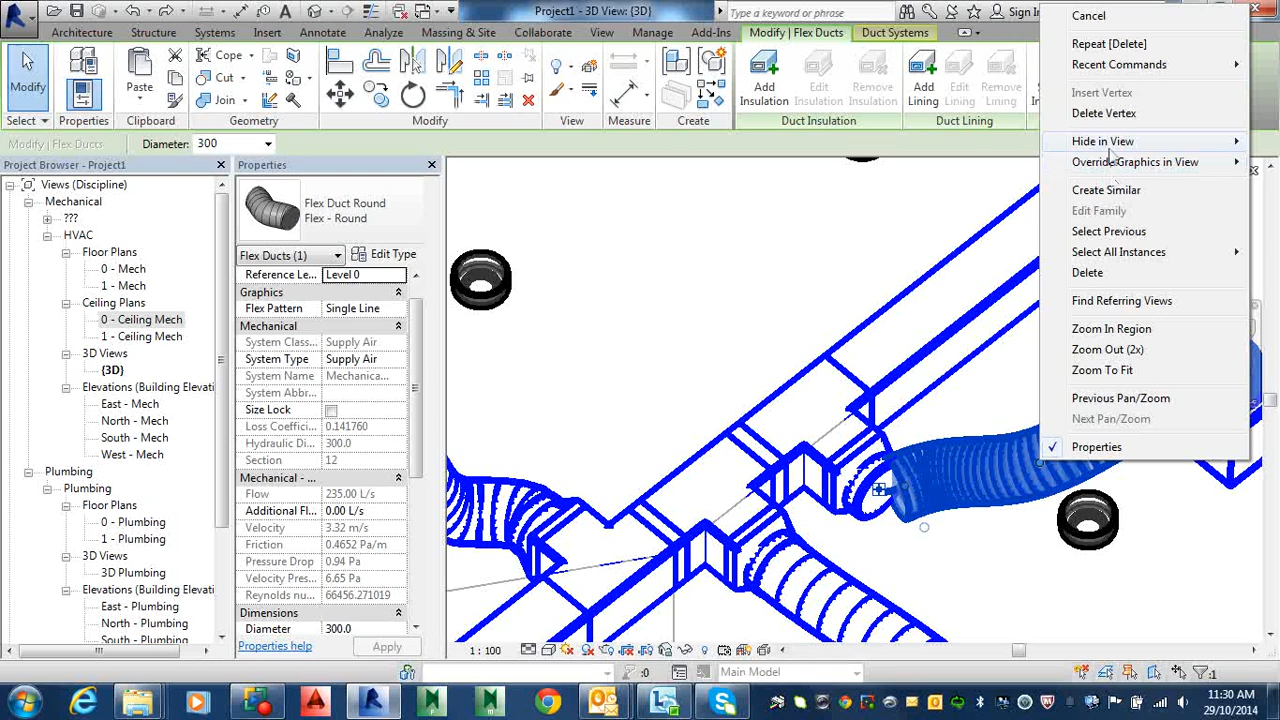 Project1 - 3D View: {3D}
Type a keyword or phrase
Sign In
Architecture
Structure
Systems
Insert
Annotate
Analyze
Massing & Site
Collaborate
View
Manage
Add-Ins
Modify | Flex Ducts
Duct Systems
Modify
Paste
Cope
Cut
Join
Add
Insulation
Edit
Insulation
Remove
Insulation
Add
Lining
Edit
Lining
Remove
Lining
Select
Properties
Clipboard
Geometry
Modify
View
Measure
Create
Duct Insulation
Duct Lining
Modify | Flex Ducts
Diameter: 300
Project Browser - Project1
Views (Discipline)
Mechanical
???
HVAC
Floor Plans
0 - Mech
1 - Mech
Ceiling Plans
0 - Ceiling Mech
1 - Ceiling Mech
3D Views
{3D}
Elevations (Building Elevati
East - Mech
North - Mech
South - Mech
West - Mech
Plumbing
Plumbing
Floor Plans
0 - Plumbing
1 - Plumbing
3D Views
3D Plumbing
Elevations (Building Elevati
East - Plumbing
North - Plumbing
South - Plumbing
Properties
Flex Duct Round
Flex - Round
Flex Ducts (1)
Edit Type
Reference Le... Level 0
Graphics
Flex Pattern Single Line
Mechanical
System Class... Supply Air
System Type Supply Air
System Name Mechanica...
System Abbr...
Size Lock
Loss Coeffici... 0.141760
Hydraulic Di... 300.0
Section 12
Mechanical - ...
Flow 235.00 L/s
Additional Fl... 0.00 L/s
Velocity 3.32 m/s
Friction 0.4652 Pa/m
Pressure Drop 0.94 Pa
Velocity Pres... 6.65 Pa
Reynolds nu... 66456.271019
Dimensions
Diameter 300.0
Properties help
Apply
Cancel
Repeat [Delete]
Recent Commands
Insert Vertex
Delete Vertex
Hide in View
Override Graphics in View
Create Similar
Edit Family
Select Previous
Select All Instances
Delete
Find Referring Views
Zoom In Region
Zoom Out (2x)
Zoom To Fit
Previous Pan/Zoom
Next Pan/Zoom
Properties
1 : 100
:0
Main Model
:1
11:30 AM
29/10/2014